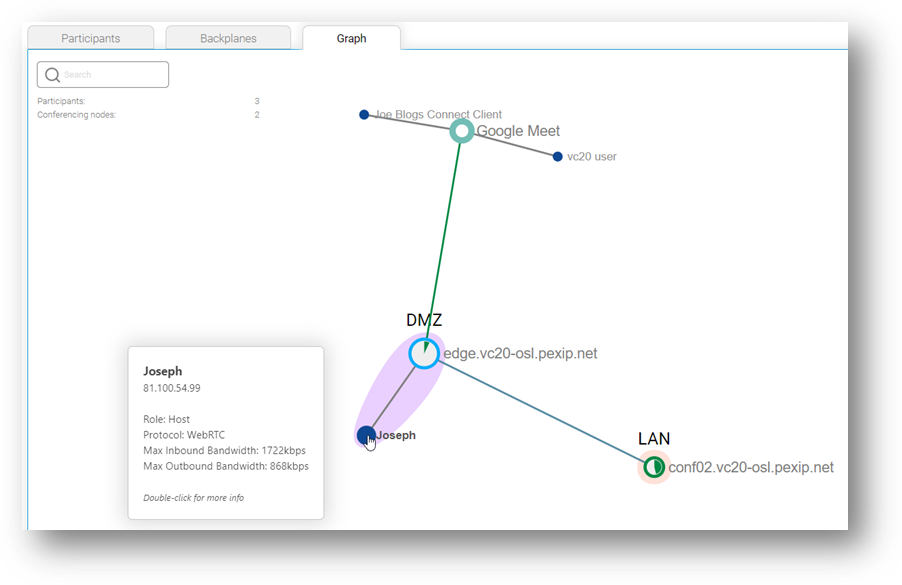 Participants
Backplanes
Graph
Search
Participants: 3
Conferencing nodes: 2
Joe Blogs Connect Client
Google Meet
vc20 user
DMZ
edge.vc20-osl.pexip.net
Joseph
81.100.54.99
Role: Host
Protocol: WebRTC
Max Inbound Bandwidth: 1722kbps
Max Outbound Bandwidth: 868kbps
Double-click for more info
Joseph
LAN
conf02.vc20-osl.pexip.net